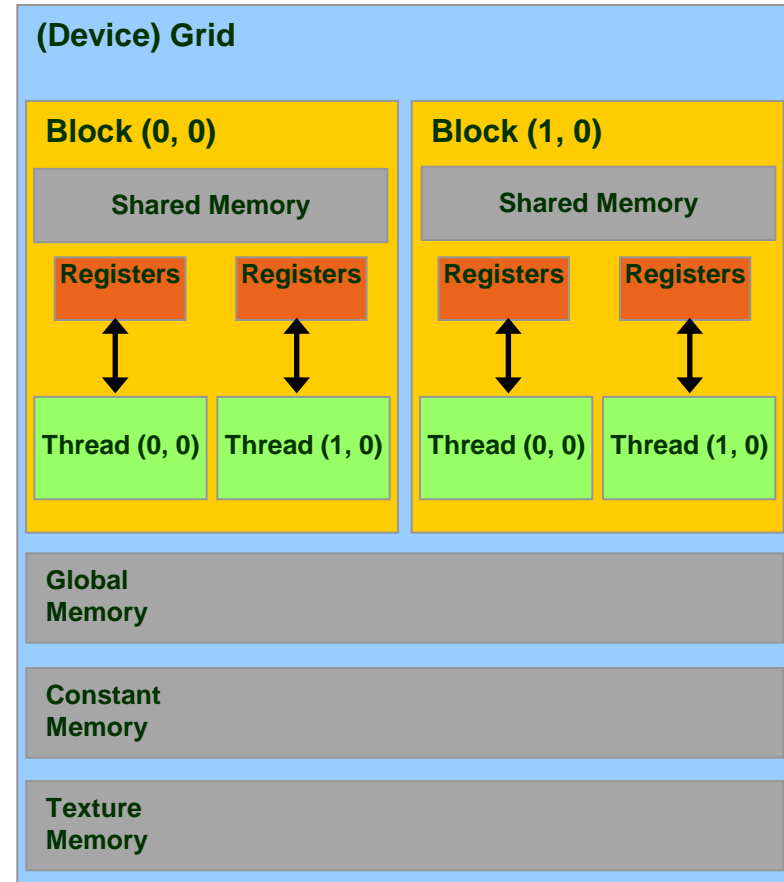 (Device) Grid
Block (0, 0)
Shared Memory
Registers
Registers
Thread (0, 0)
Thread (1, 0)
Block (1, 0)
Shared Memory
Registers
Registers
Thread (0, 0)
Thread (1, 0)
Global
Memory
Constant
Memory
Texture
Memory